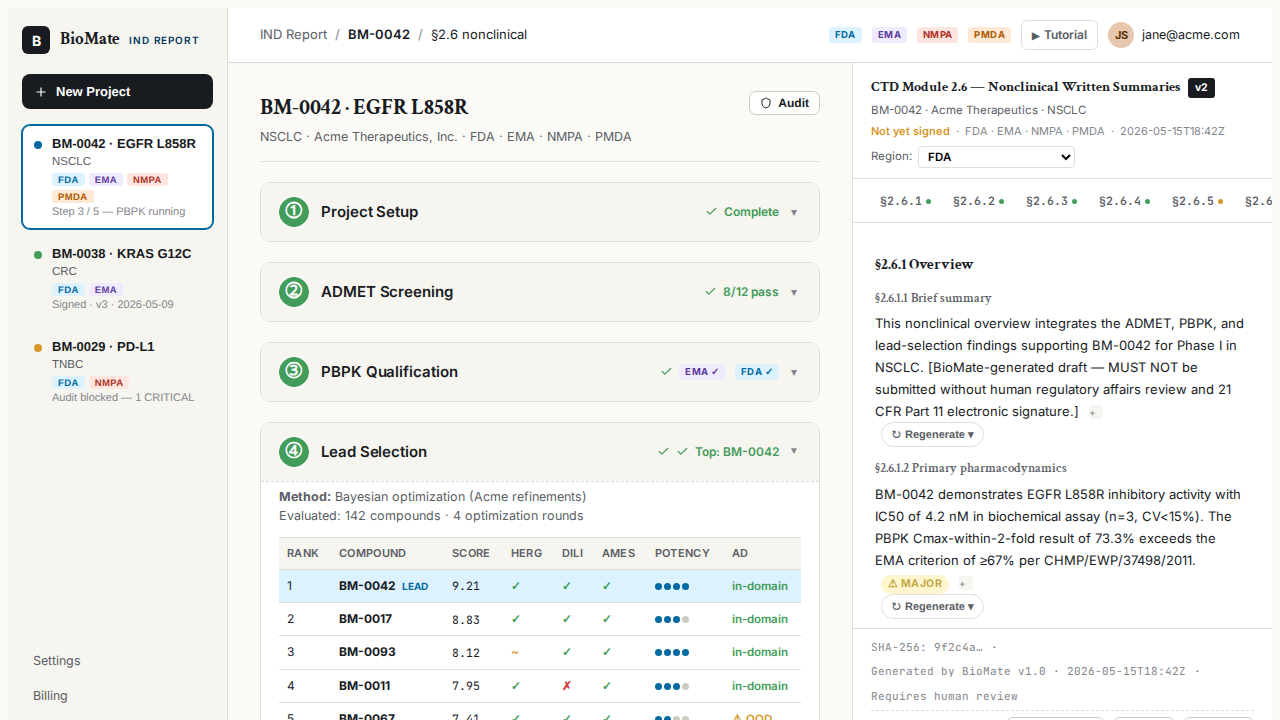 B BioMate IND REPORT
+ New Project
BM-0042 · EGFR L858R
NSCLC
FDA EMA NMPA
PMDA
Step 3 / 5 — PBPK running
BM-0038 · KRAS G12C
CRC
FDA EMA
Signed · v3 · 2026-05-09
BM-0029 · PD-L1
TNBC
FDA NMPA
Audit blocked — 1 CRITICAL
Settings
Billing
IND Report / BM-0042 / §2.6 nonclinical
FDA EMA NMPA PMDA ▶ Tutorial JS jane@acme.com
BM-0042 · EGFR L858R
Audit
NSCLC · Acme Therapeutics, Inc. · FDA · EMA · NMPA · PMDA
① Project Setup ✓ Complete ▾
② ADMET Screening ✓ 8/12 pass ▾
③ PBPK Qualification ✓ EMA ✓ FDA ✓ ▾
④ Lead Selection ✓ ✓ Top: BM-0042 ▾
Method: Bayesian optimization (Acme refinements)
Evaluated: 142 compounds · 4 optimization rounds
RANK COMPOUND SCORE HERG DILI AMES POTENCY AD
1 BM-0042 LEAD 9.21 ✓ ✓ ✓ ●●●● in-domain
2 BM-0017 8.83 ✓ ✓ ✓ ●●●● in-domain
3 BM-0093 8.12 ~ ✓ ✓ ●●●● in-domain
4 BM-0011 7.95 ✓ ✗ ✓ ●●●● in-domain
5 BM-0067 7.41 ✓ ✓ ✓ ●●●● ⚠ OOD
CTD Module 2.6 — Nonclinical Written Summaries v2
BM-0042 · Acme Therapeutics · NSCLC
Not yet signed · FDA · EMA · NMPA · PMDA · 2026-05-15T18:42Z
Region: FDA
§2.6.1 §2.6.2 §2.6.3 §2.6.4 §2.6.5 §2.6
§2.6.1 Overview
§2.6.1.1 Brief summary
This nonclinical overview integrates the ADMET, PBPK, and
lead-selection findings supporting BM-0042 for Phase I in
NSCLC. [BioMate-generated draft — MUST NOT be
submitted without human regulatory affairs review and 21
CFR Part 11 electronic signature.] +
↻ Regenerate ▾
§2.6.1.2 Primary pharmacodynamics
BM-0042 demonstrates EGFR L858R inhibitory activity with
IC50 of 4.2 nM in biochemical assay (n=3, CV<15%). The
PBPK Cmax-within-2-fold result of 73.3% exceeds the
EMA criterion of ≥67% per CHMP/EWP/37498/2011.
⚠ MAJOR +
↻ Regenerate ▾
SHA-256: 9f2c4a… ·
Generated by BioMate v1.0 · 2026-05-15T18:42Z ·
Requires human review